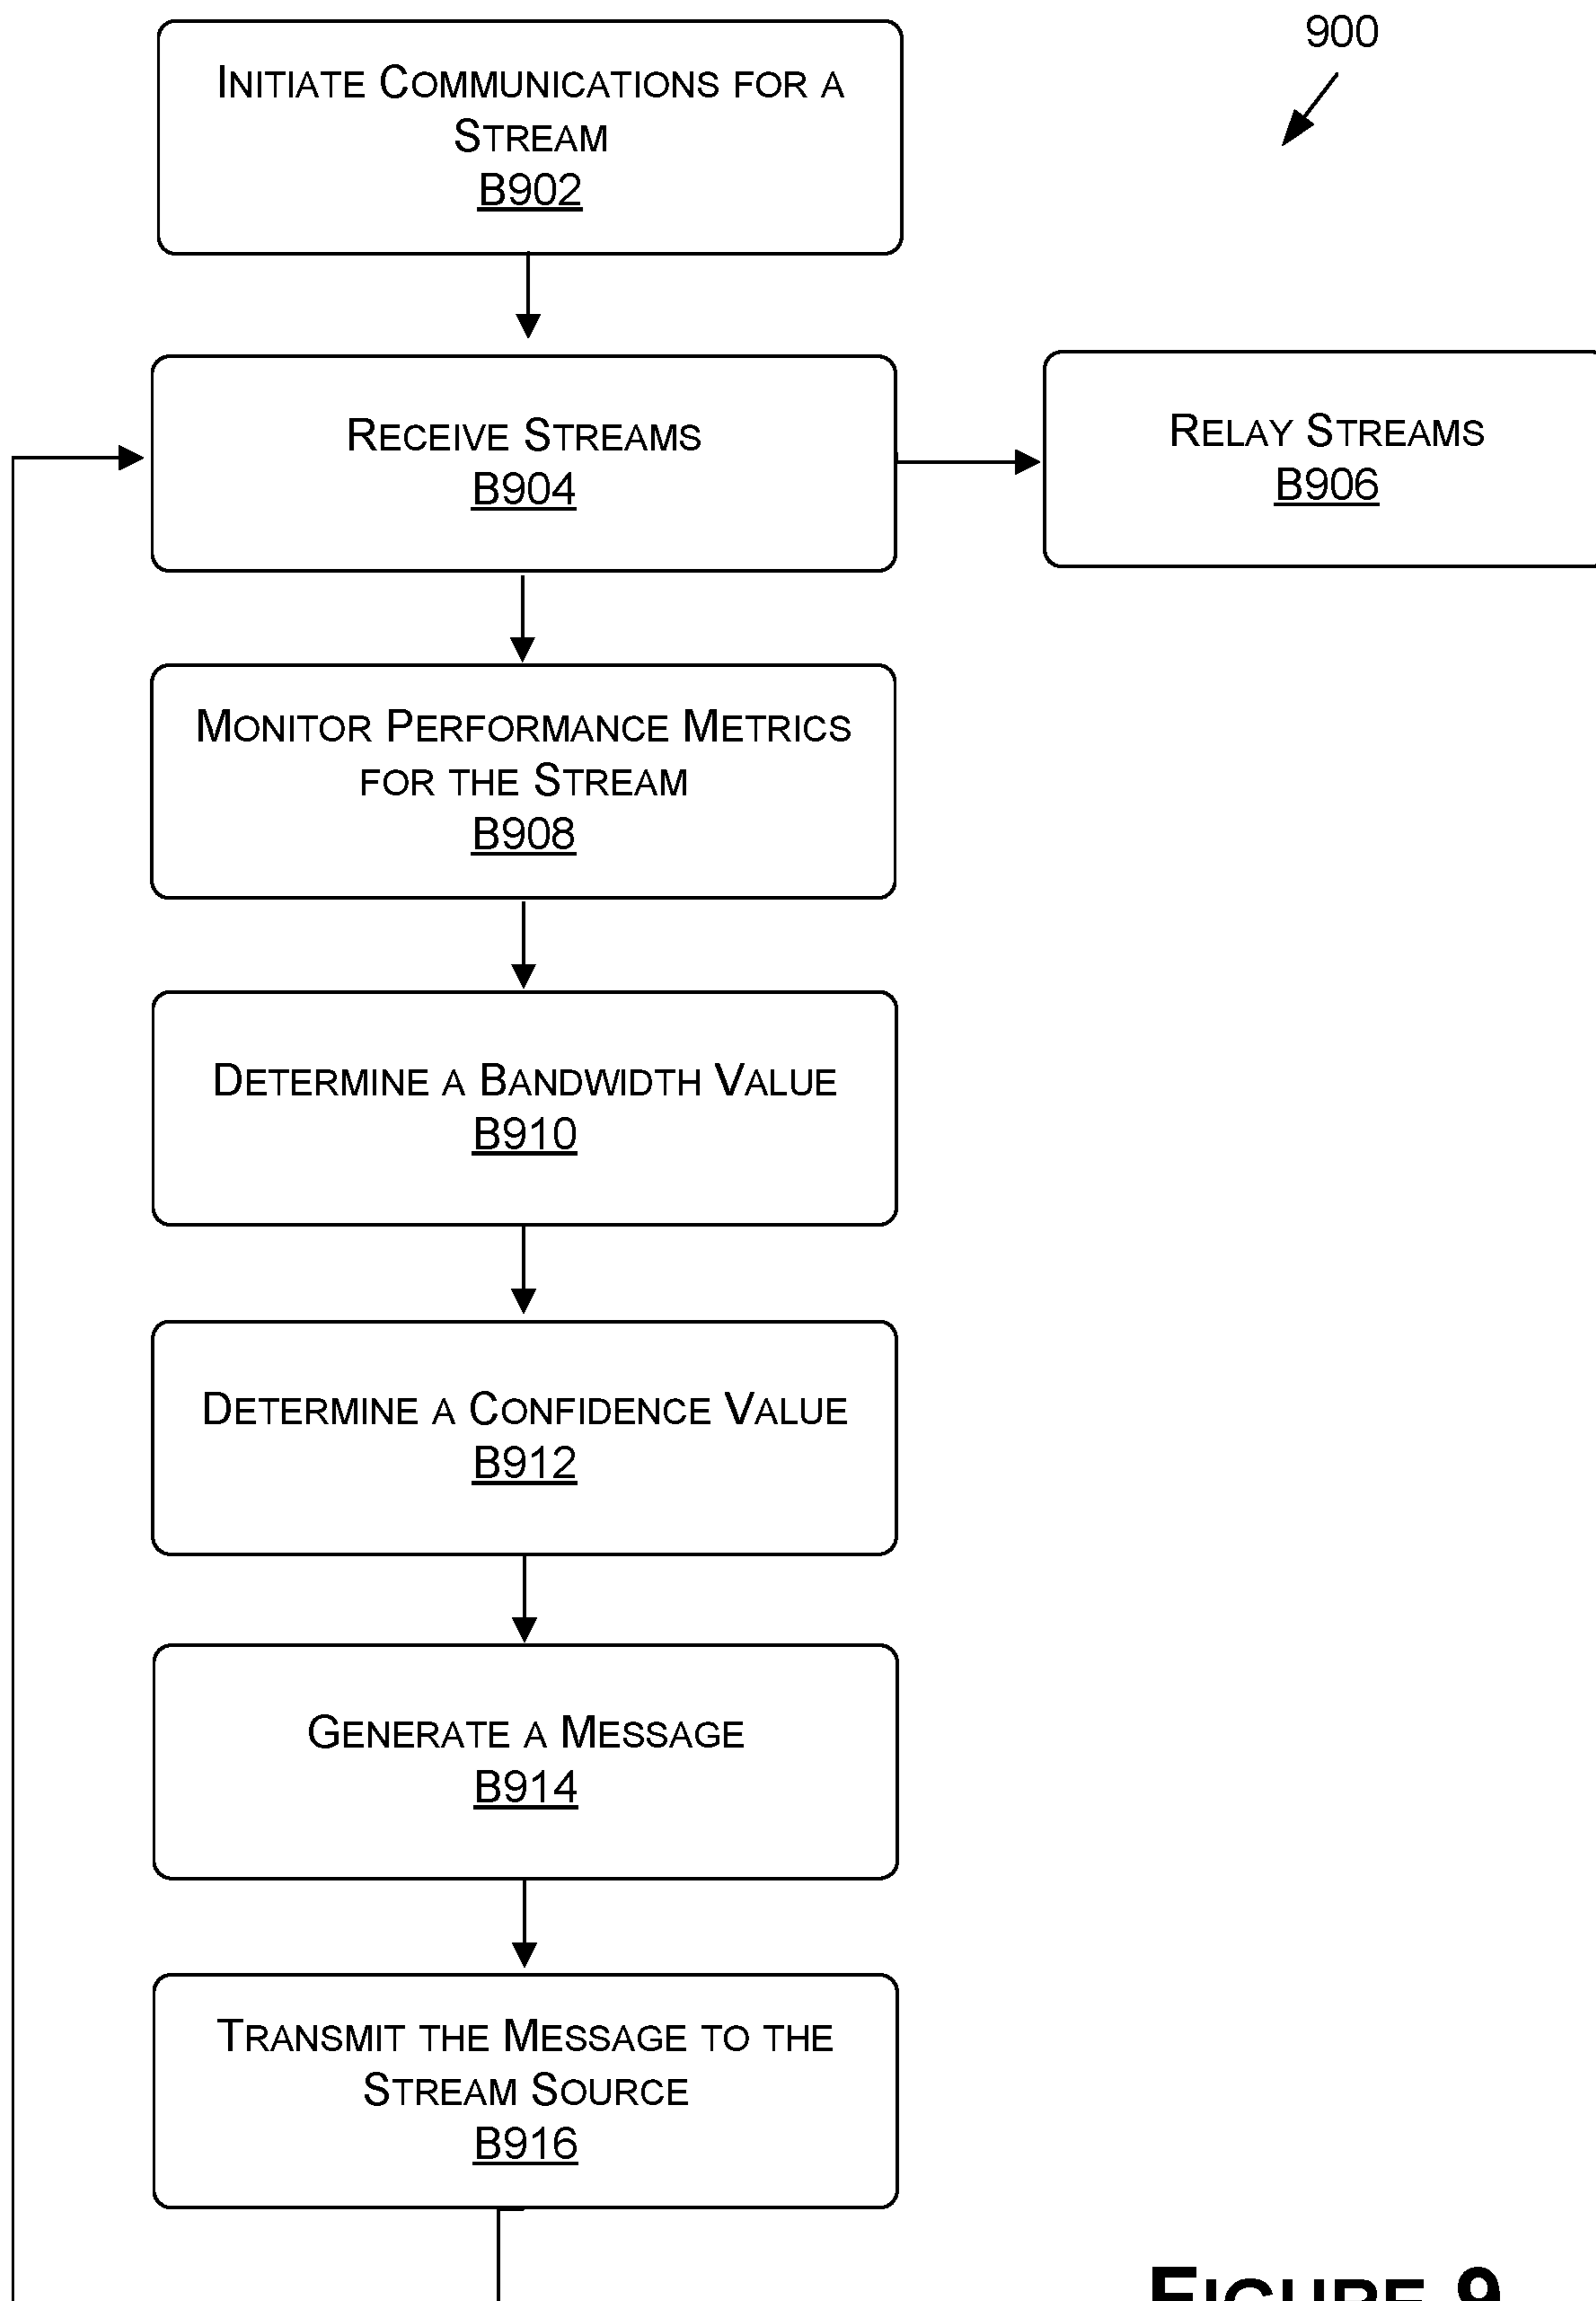 900
INITIATE COMMUNICATIONS FOR A
STREAM
B902
RECEIVE STREAMS
B904
RELAY STREAMS
B906
MONITOR PERFORMANCE METRICS
FOR THE STREAM
B908
DETERMINE A BANDWIDTH VALUE
B910
DETERMINE A CONFIDENCE VALUE
B912
GENERATE A MESSAGE
B914
TRANSMIT THE MESSAGE TO THE
STREAM SOURCE
B916
FIGURE 9